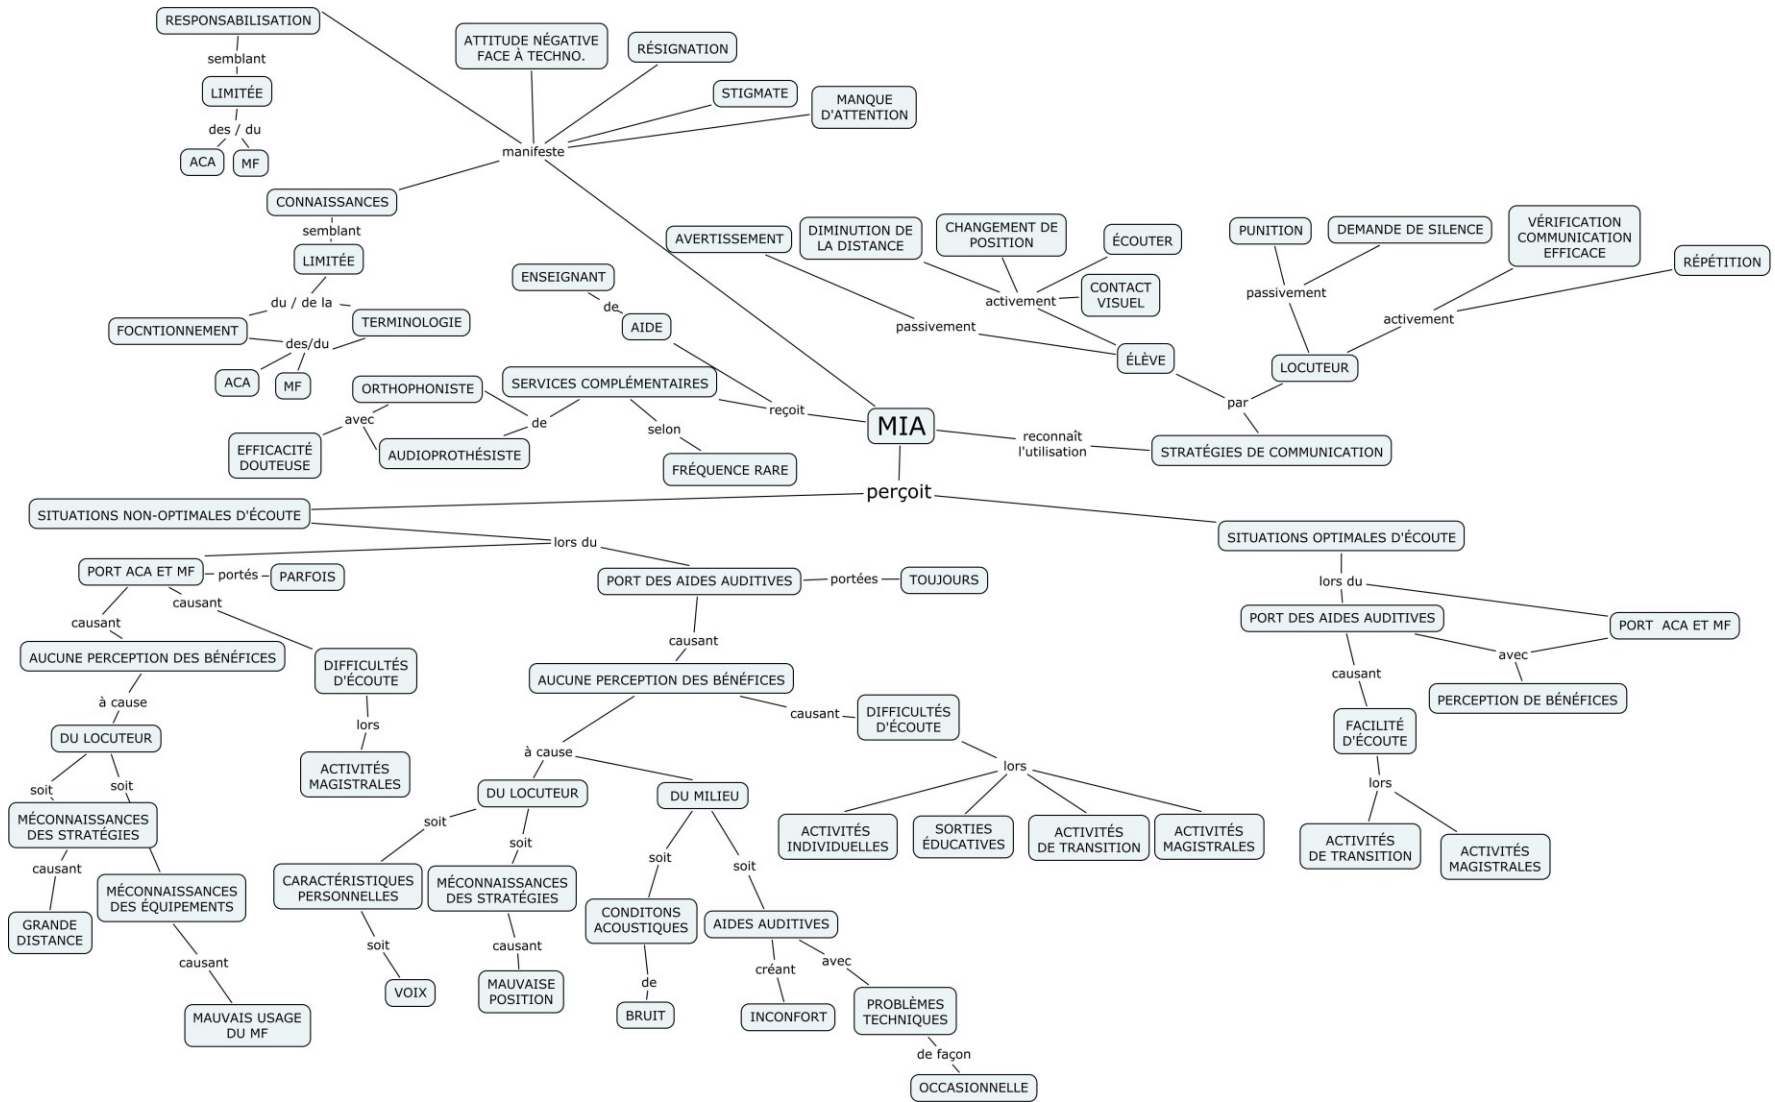 RESPONSABILISATION
semblant
LIMITÉE
des / du
ACA
MF
ATTITUDE NÉGATIVE
FACE À TECHNO.
RÉSIGNATION
STIGMATE
MANQUE
D'ATTENTION
manifeste
CONNAISSANCES
semblant
LIMITÉE
du / de la
FOCNTIONNEMENT
TERMINOLOGIE
des/du
ACA
MF
ENSEIGNANT
de
AIDE
SERVICES COMPLÉMENTAIRES
reçoit
ORTHOPHONISTE
avec
de
EFFICACITÉ
DOUTEUSE
AUDIOPROTHÉSISTE
selon
FRÉQUENCE RARE
MIA
AVERTISSEMENT
DIMINUTION DE
LA DISTANCE
CHANGEMENT DE
POSITION
ÉCOUTER
CONTACT
VISUEL
activement
passivement
ÉLÈVE
PUNITION
DEMANDE DE SILENCE
VÉRIFICATION
COMMUNICATION
EFFICACE
RÉPÉTITION
passivement
activement
LOCUTEUR
par
reconnaît
l'utilisation
STRATÉGIES DE COMMUNICATION
perçoit
SITUATIONS NON-OPTIMALES D'ÉCOUTE
lors du
PORT ACA ET MF
portés
PARFOIS
causant
causant
AUCUNE PERCEPTION DES BÉNÉFICES
DIFFICULTÉS
D'ÉCOUTE
à cause
lors
DU LOCUTEUR
ACTIVITÉS
MAGISTRALES
soit
soit
MÉCONNAISSANCES
DES STRATÉGIES
causant
MÉCONNAISSANCES
DES ÉQUIPEMENTS
GRANDE
DISTANCE
causant
MAUVAIS USAGE
DU MF
PORT DES AIDES AUDITIVES
portées
TOUJOURS
causant
AUCUNE PERCEPTION DES BÉNÉFICES
causant
DIFFICULTÉS
D'ÉCOUTE
à cause
lors
DU LOCUTEUR
DU MILIEU
soit
soit
soit
soit
CARACTÉRISTIQUES
PERSONNELLES
MÉCONNAISSANCES
DES STRATÉGIES
CONDITONS
ACOUSTIQUES
AIDES AUDITIVES
soit
causant
de
créant
avec
VOIX
MAUVAISE
POSITION
BRUIT
INCONFORT
PROBLÈMES
TECHNIQUES
de façon
OCCASIONNELLE
ACTIVITÉS
INDIVIDUELLES
SORTIES
ÉDUCATIVES
ACTIVITÉS
DE TRANSITION
ACTIVITÉS
MAGISTRALES
SITUATIONS OPTIMALES D'ÉCOUTE
lors du
PORT DES AIDES AUDITIVES
PORT  ACA ET MF
causant
avec
PERCEPTION DE BÉNÉFICES
FACILITÉ
D'ÉCOUTE
lors
ACTIVITÉS
DE TRANSITION
ACTIVITÉS
MAGISTRALES